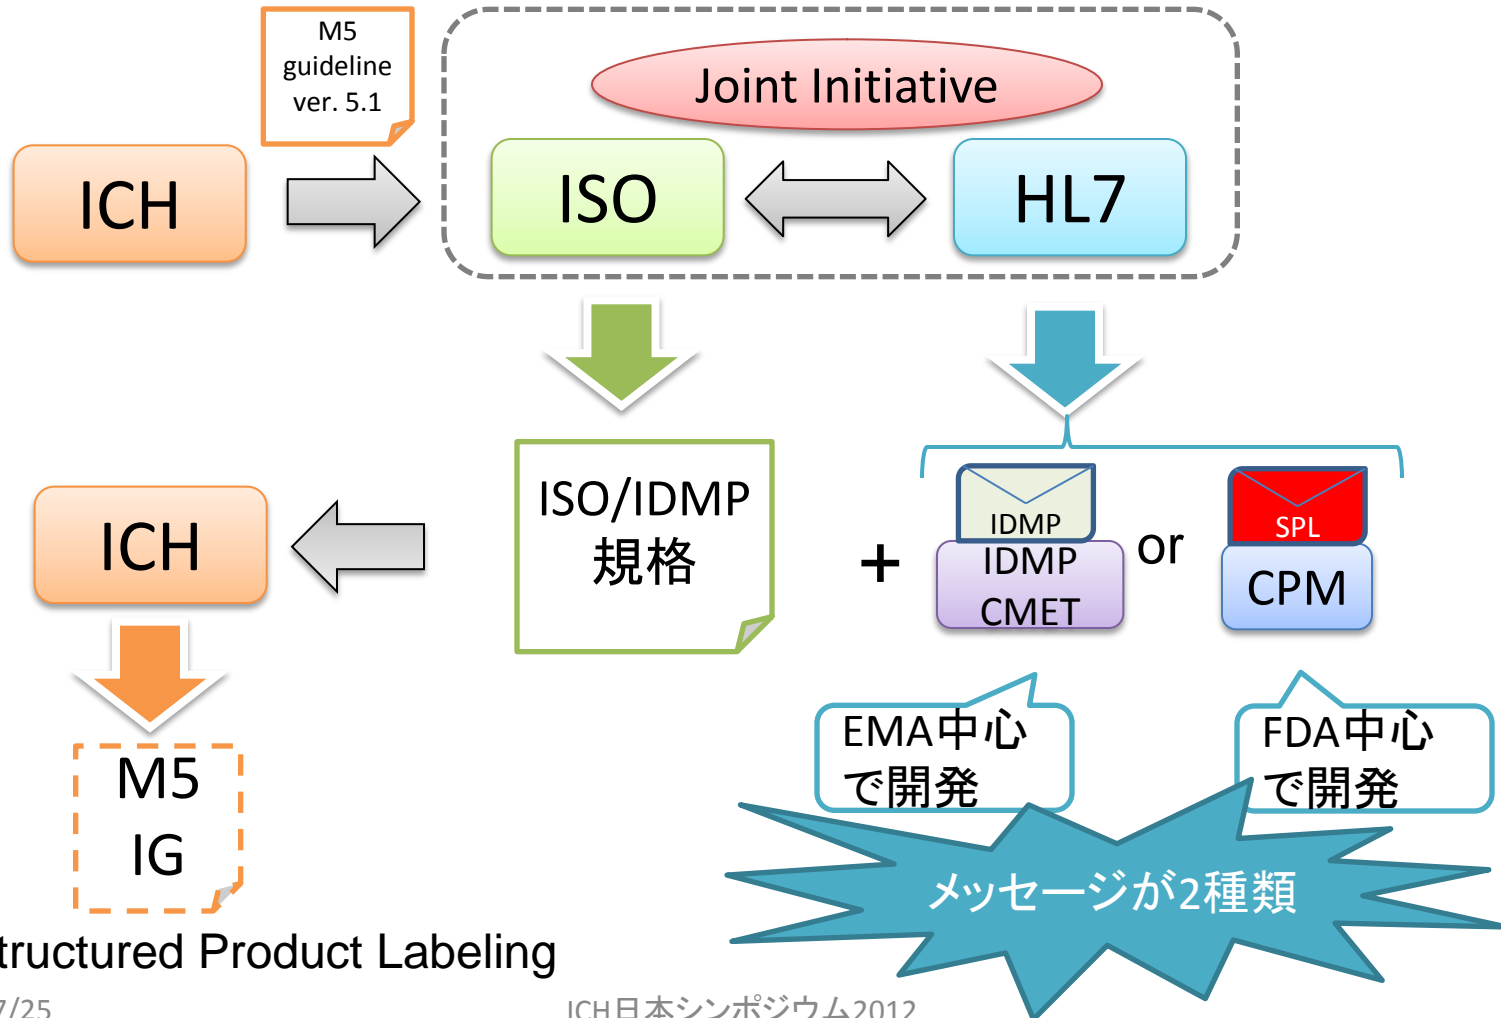 M5
guideline
ver. 5.1
Joint Initiative
ICH
ISO
HL7
ISO/IDMP
規格
ICH
+
IDMP
IDMP
CMET
or
SPL
CPM
EMA中心
で開発
FDA中心
で開発
M5
IG
メッセージが2種類
tructured Product Labeling
7/25
ICH日本シンポジウム2012